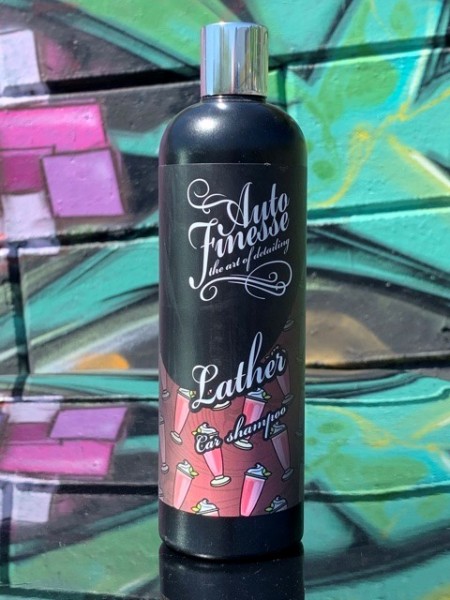 Auto
Finesse
the art of detailing
Lather
Car shampoo